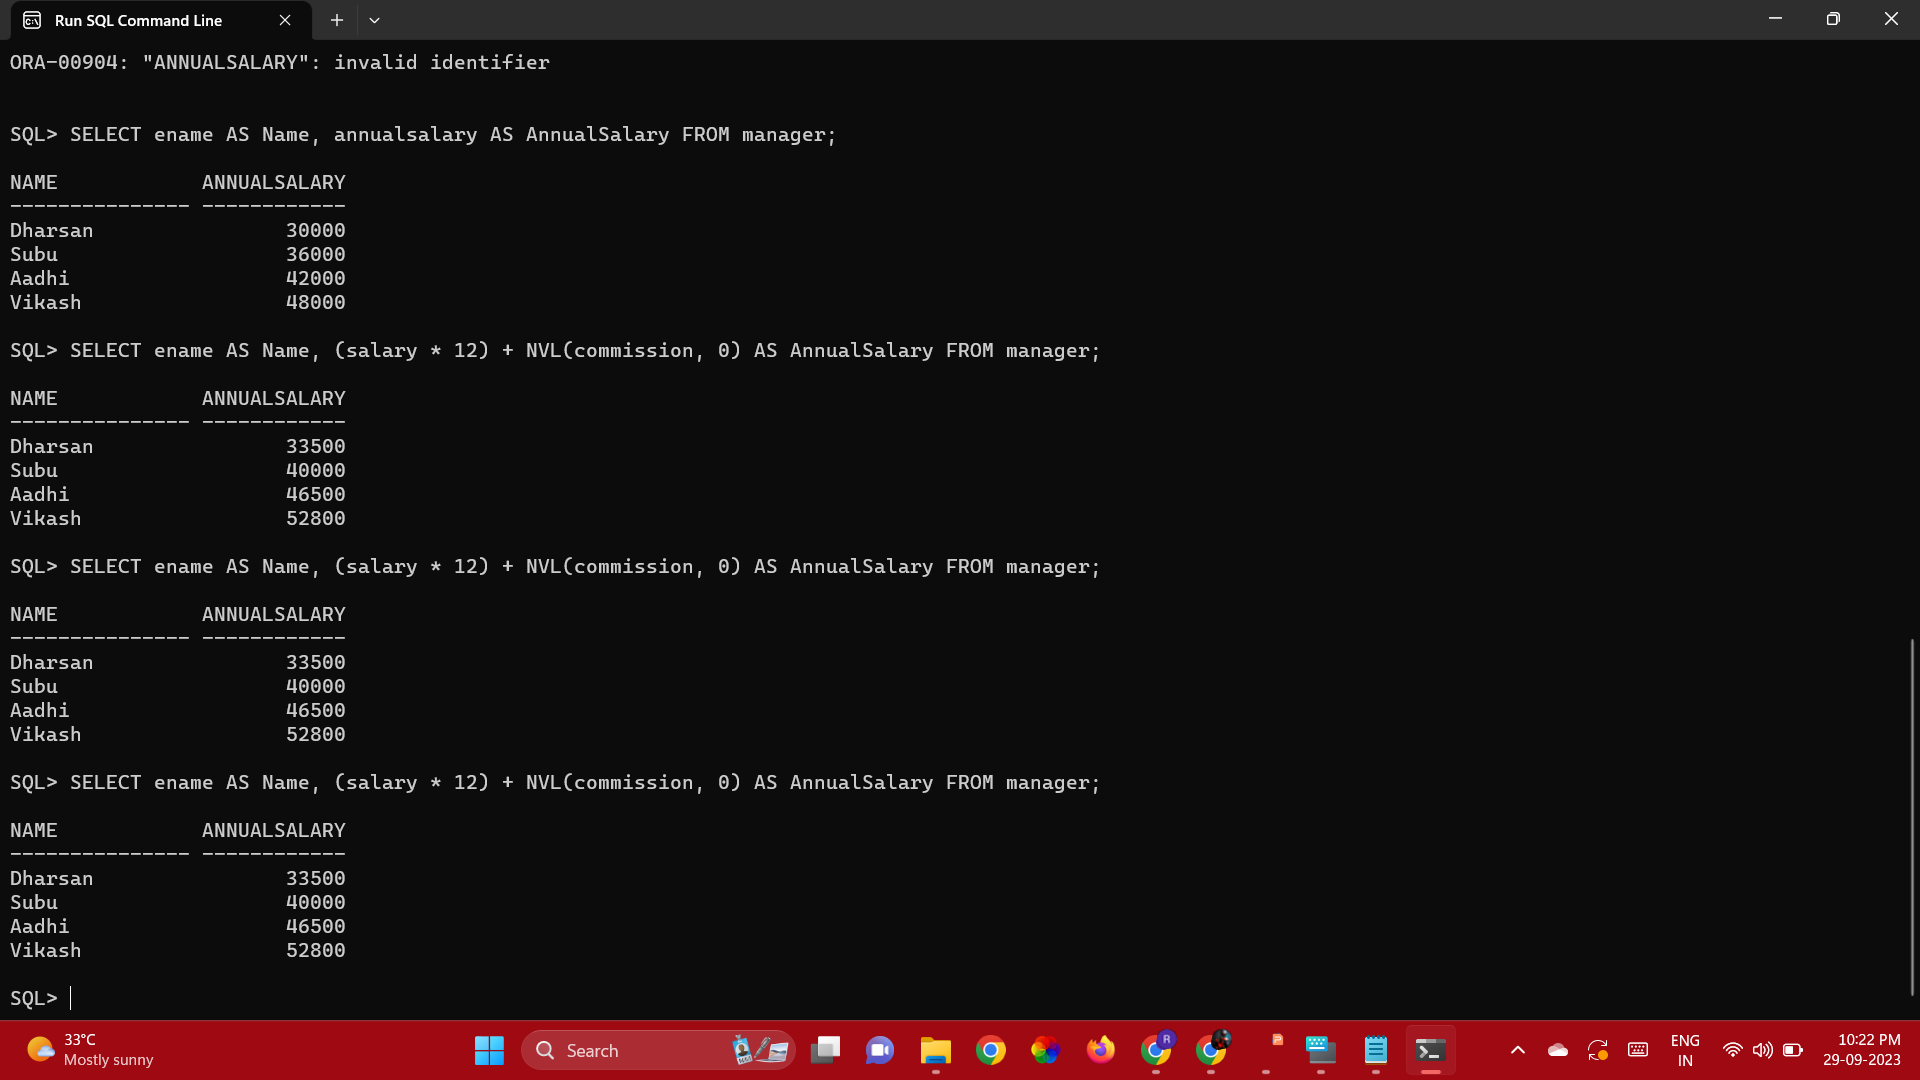 Run SQL Command Line
ORA-00904: "ANNUALSALARY": invalid identifier
SQL> SELECT ename AS Name, annualsalary AS AnnualSalary FROM manager;
NAME ANNUALSALARY
--------------- ------------
Dharsan 30000
Subu 36000
Aadhi 42000
Vikash 48000
SQL> SELECT ename AS Name, (salary * 12) + NVL(commission, 0) AS AnnualSalary FROM manager;
NAME ANNUALSALARY
--------------- ------------
Dharsan 33500
Subu 40000
Aadhi 46500
Vikash 52800
SQL> SELECT ename AS Name, (salary * 12) + NVL(commission, 0) AS AnnualSalary FROM manager;
NAME ANNUALSALARY
--------------- ------------
Dharsan 33500
Subu 40000
Aadhi 46500
Vikash 52800
SQL> SELECT ename AS Name, (salary * 12) + NVL(commission, 0) AS AnnualSalary FROM manager;
NAME ANNUALSALARY
--------------- ------------
Dharsan 33500
Subu 40000
Aadhi 46500
Vikash 52800
SQL>
33°C
Mostly sunny
Search
R
ENG
IN
10:22 PM
29-09-2023